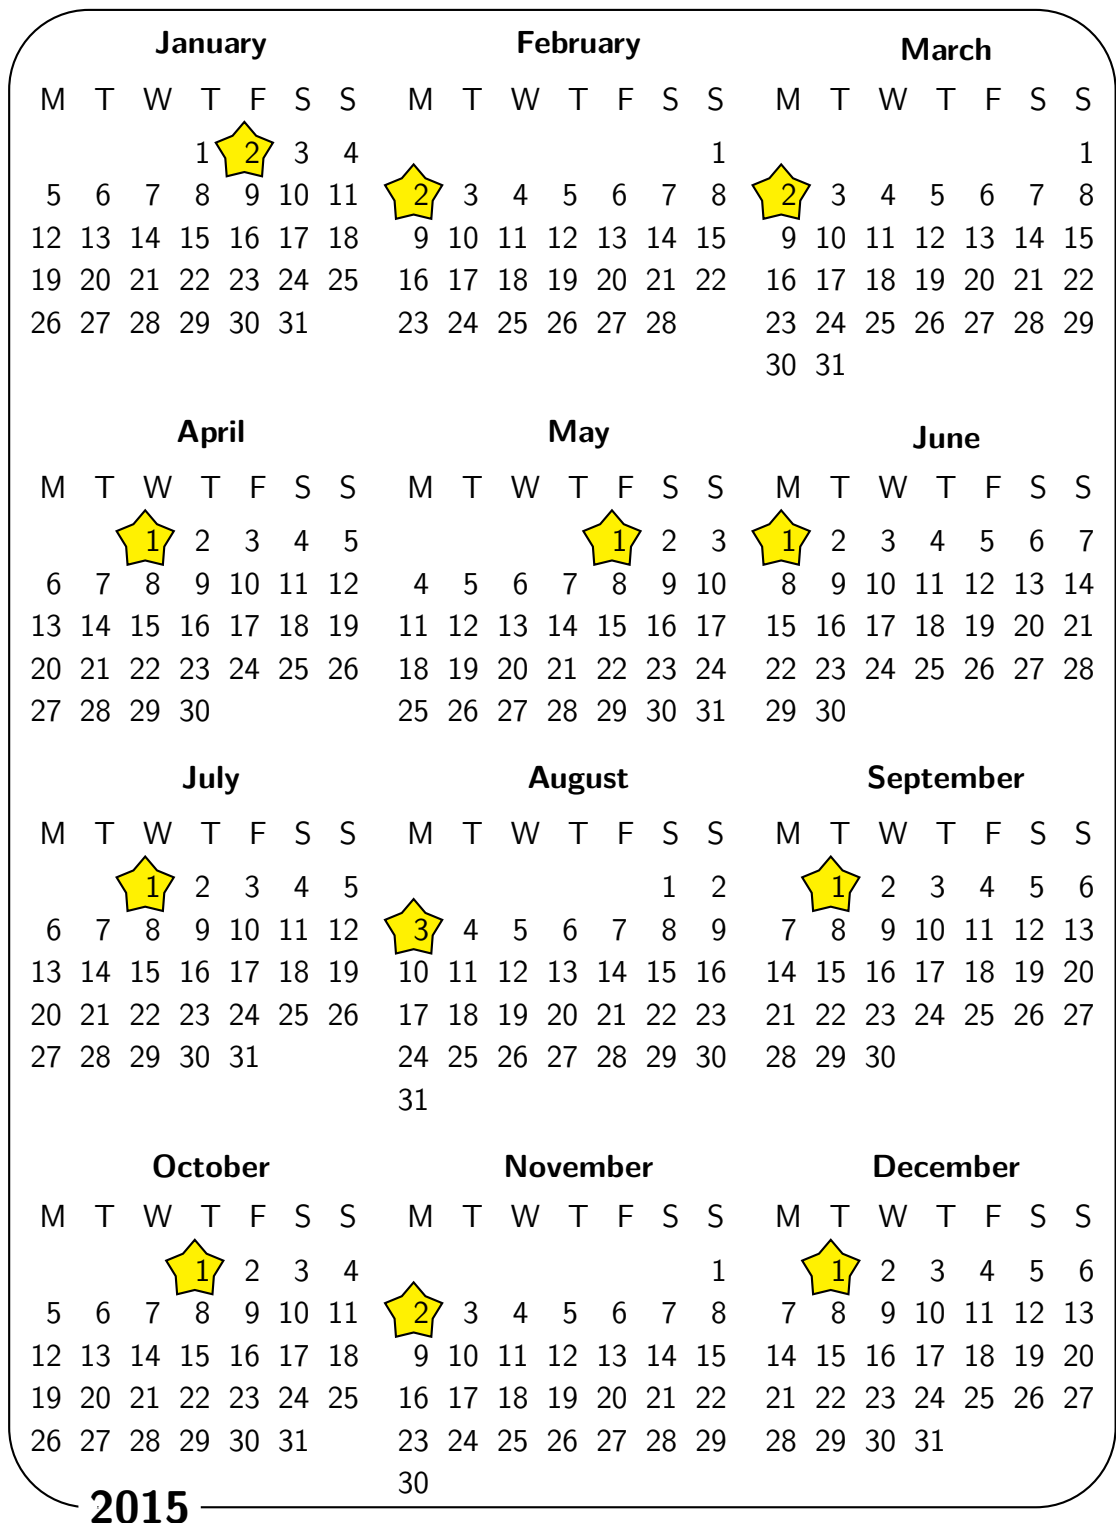 January
M T W T F S S
1 2 3 4
5 6 7 8 9 10 11
12 13 14 15 16 17 18
19 20 21 22 23 24 25
26 27 28 29 30 31
February
M T W T F S S
1
2 3 4 5 6 7 8
9 10 11 12 13 14 15
16 17 18 19 20 21 22
23 24 25 26 27 28
March
M T W T F S S
1
2 3 4 5 6 7 8
9 10 11 12 13 14 15
16 17 18 19 20 21 22
23 24 25 26 27 28 29
30 31
April
M T W T F S S
1 2 3 4 5
6 7 8 9 10 11 12
13 14 15 16 17 18 19
20 21 22 23 24 25 26
27 28 29 30
May
M T W T F S S
1 2 3
4 5 6 7 8 9 10
11 12 13 14 15 16 17
18 19 20 21 22 23 24
25 26 27 28 29 30 31
June
M T W T F S S
1 2 3 4 5 6 7
8 9 10 11 12 13 14
15 16 17 18 19 20 21
22 23 24 25 26 27 28
29 30
July
M T W T F S S
1 2 3 4 5
6 7 8 9 10 11 12
13 14 15 16 17 18 19
20 21 22 23 24 25 26
27 28 29 30 31
August
M T W T F S S
1 2
3 4 5 6 7 8 9
10 11 12 13 14 15 16
17 18 19 20 21 22 23
24 25 26 27 28 29 30
31
September
M T W T F S S
1 2 3 4 5 6
7 8 9 10 11 12 13
14 15 16 17 18 19 20
21 22 23 24 25 26 27
28 29 30
October
M T W T F S S
1 2 3 4
5 6 7 8 9 10 11
12 13 14 15 16 17 18
19 20 21 22 23 24 25
26 27 28 29 30 31
November
M T W T F S S
1
2 3 4 5 6 7 8
9 10 11 12 13 14 15
16 17 18 19 20 21 22
23 24 25 26 27 28 29
30
December
M T W T F S S
1 2 3 4 5 6
7 8 9 10 11 12 13
14 15 16 17 18 19 20
21 22 23 24 25 26 27
28 29 30 31
2015